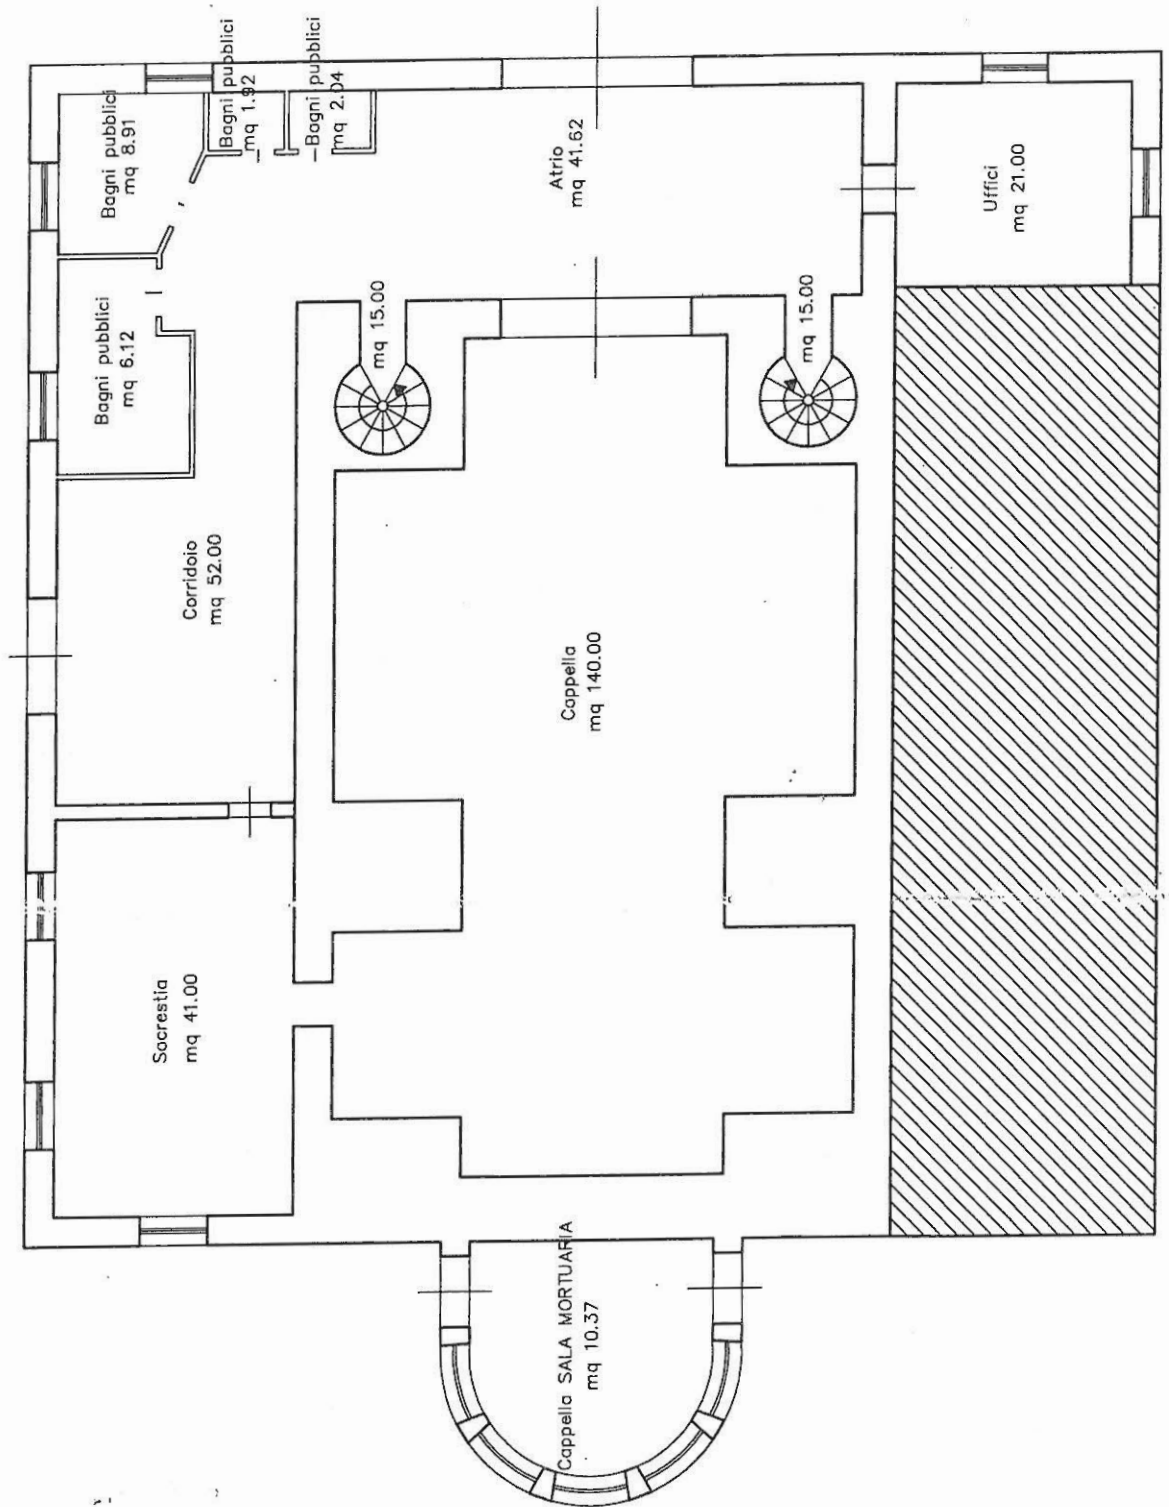 Bagni pubblici
mq 8.91
Bagni pubblici
mq 1.92
Bagni pubblici
mq 2.04
Atrio
mq 41.62
Uffici
mq 21.00
Bagni pubblici
mq 6.12
mq 15.00
mq 15.00
Corridoio
mq 52.00
Cappella
mq 140.00
Sacrestia
mq 41.00
Cappella SALA MORTUARIA
mq 10.37